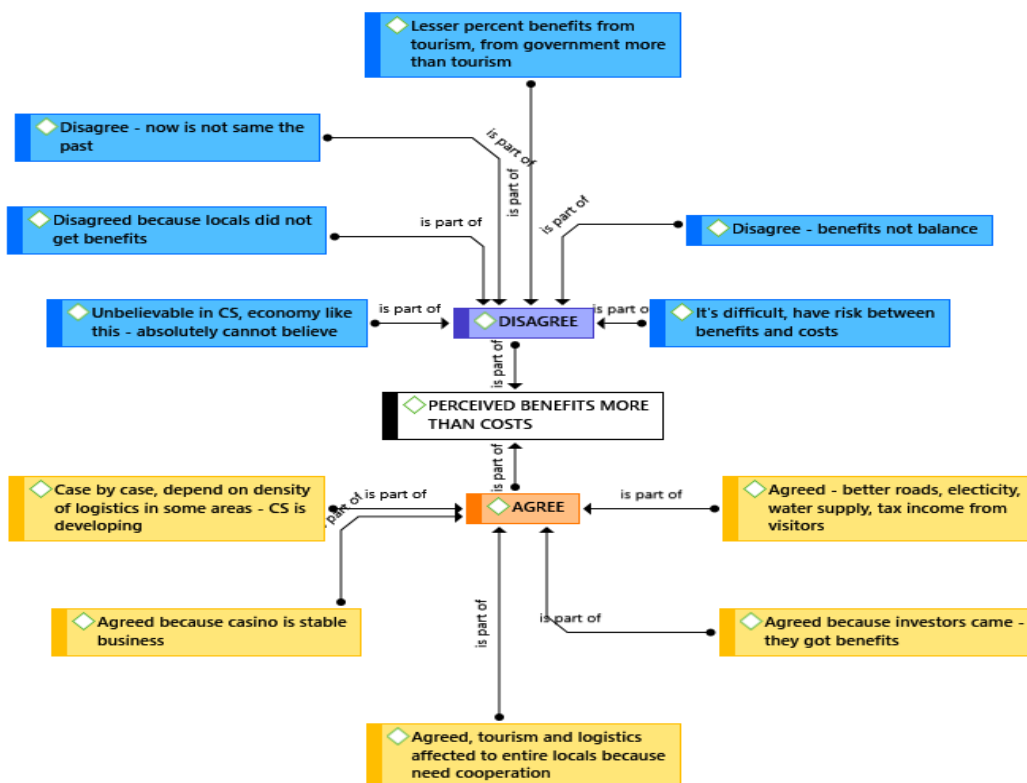 Lesser percent benefits from
tourism, from government more
than tourism
Disagree - now is not same the
past
is part of
is part of
Disagreed because locals did not
get benefits
is part of
is part of
Disagree - benefits not balance
Unbelievable in CS, economy like
this - absolutely cannot believe
is part of
DISAGREE
is part of
It's difficult, have risk between
benefits and costs
is part of
PERCEIVED BENEFITS MORE
THAN COSTS
is part of
Case by case, depend on density
of logistics in some areas - CS is
developing
is part of
is part of
AGREE
is part of
Agreed - better roads, electicity,
water supply, tax income from
visitors
Agreed because casino is stable
business
is part of
is part of
Agreed because investors came -
they got benefits
Agreed, tourism and logistics
affected to entire locals because
need cooperation